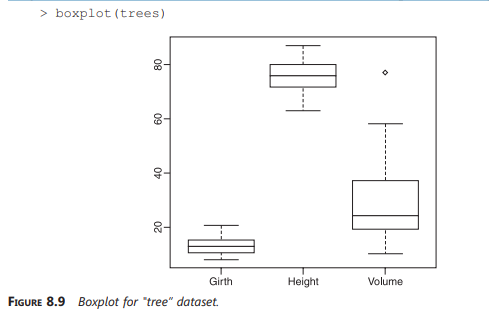 > boxplot(trees)
80
60
40
20
Girth Height Volume
FIGURE 8.9 Boxplot for "tree" dataset.